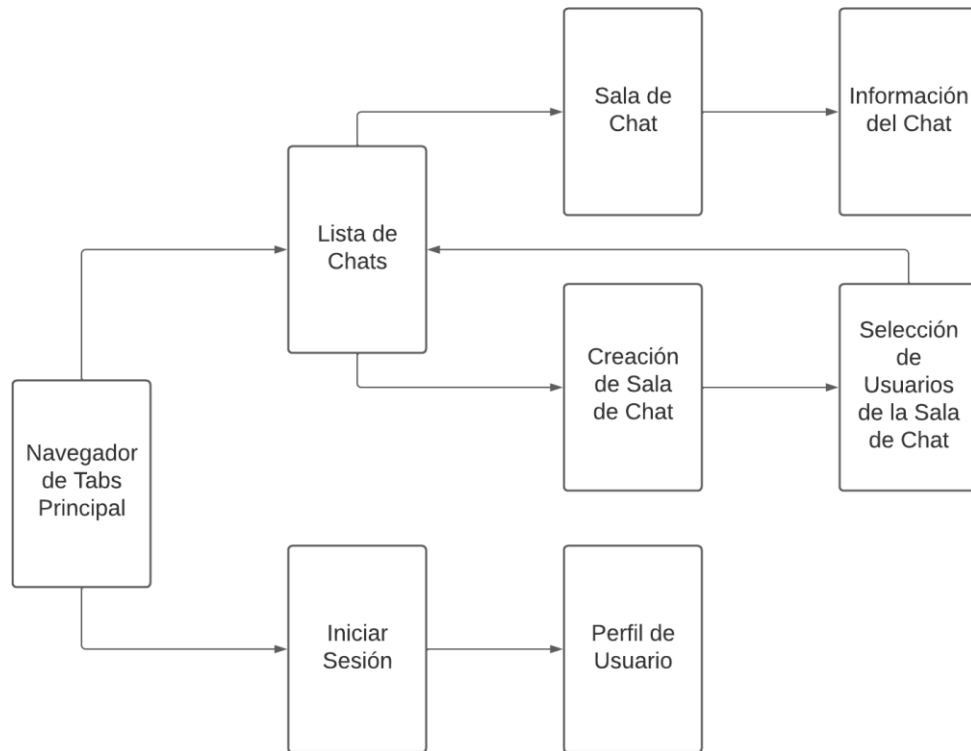 Sala de
Chat
Información
del Chat
Lista de
Chats
Creación
de Sala
de Chat
Selección
de
Usuarios
de la Sala
de Chat
Navegador
de Tabs
Principal
Iniciar
Sesión
Perfil de
Usuario